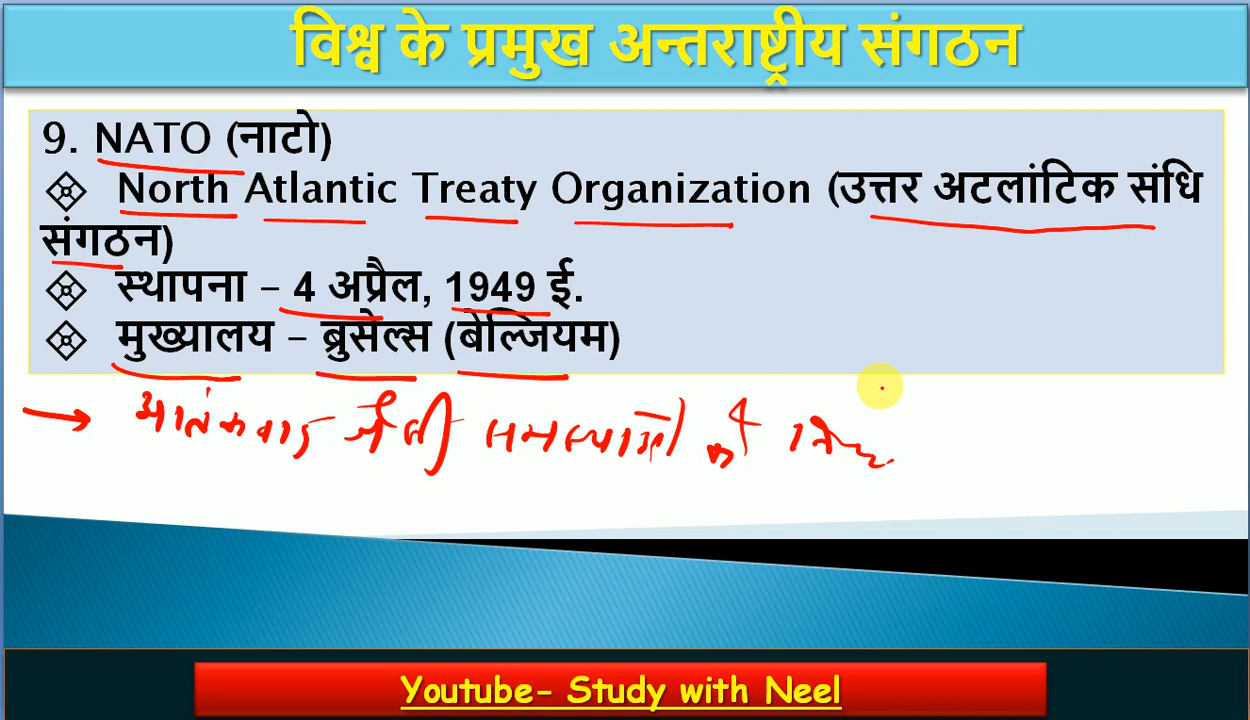 विश्व के प्रमुख अन्तराष्ट्रीय संगठन
9. NATO (नाटो)
North Atlantic Treaty Organization (उत्तर अटलांटिक संधि
संगठन)
स्थापना – 4 अप्रैल, 1949 ई.
मुख्यालय – ब्रुसेल्स (बेल्जियम)
→ आतंकवाद जैसी समस्याओं के
Youtube- Study with Neel